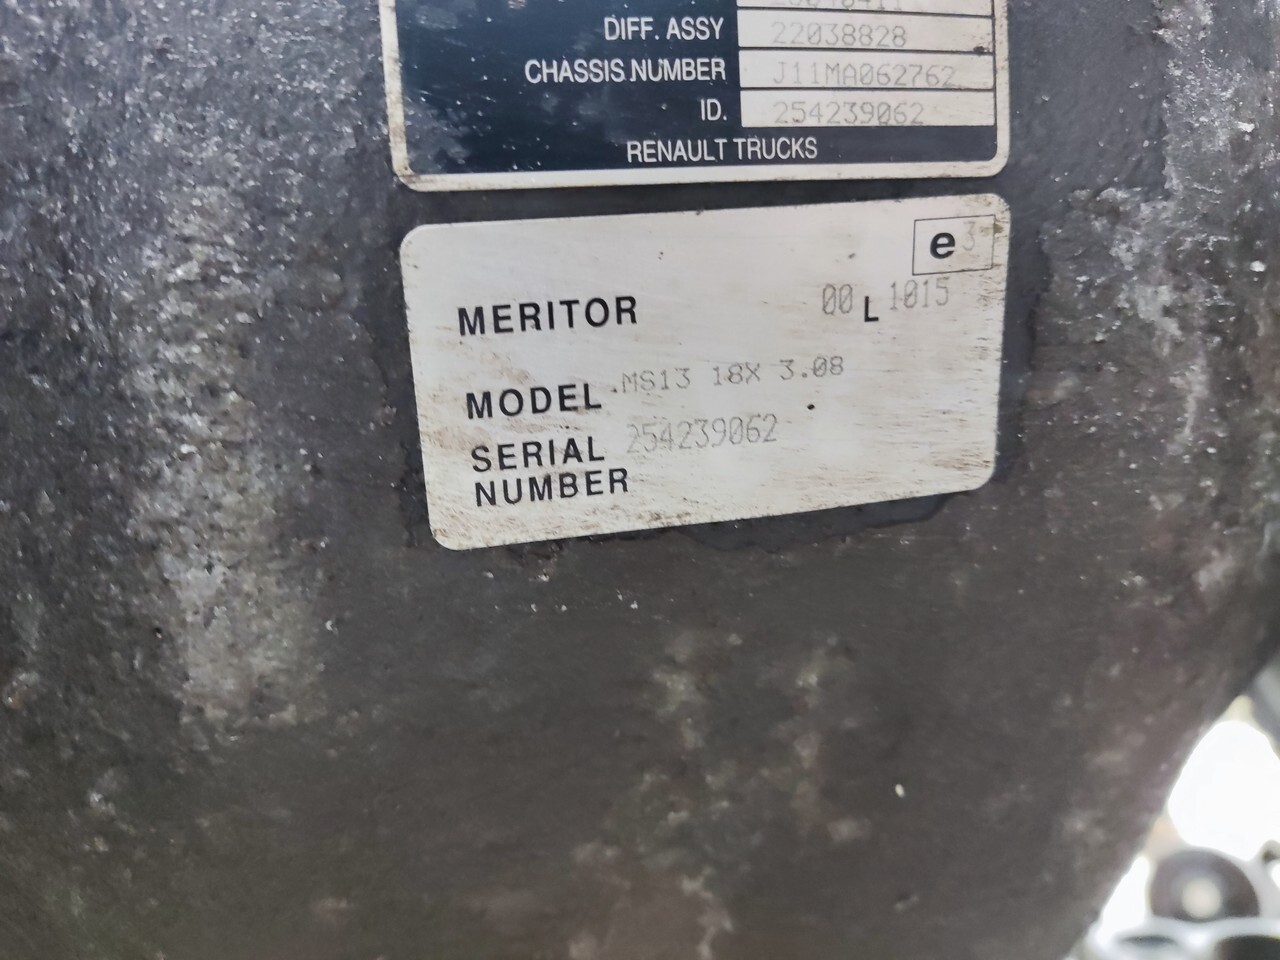 DIFF. ASSY 22038828
CHASSIS NUMBER J11MA062762
ID. 254239062
RENAULT TRUCKS
e3
MERITOR 00 L 1015
MODEL MS13 18X 3.08
SERIAL NUMBER 254239062